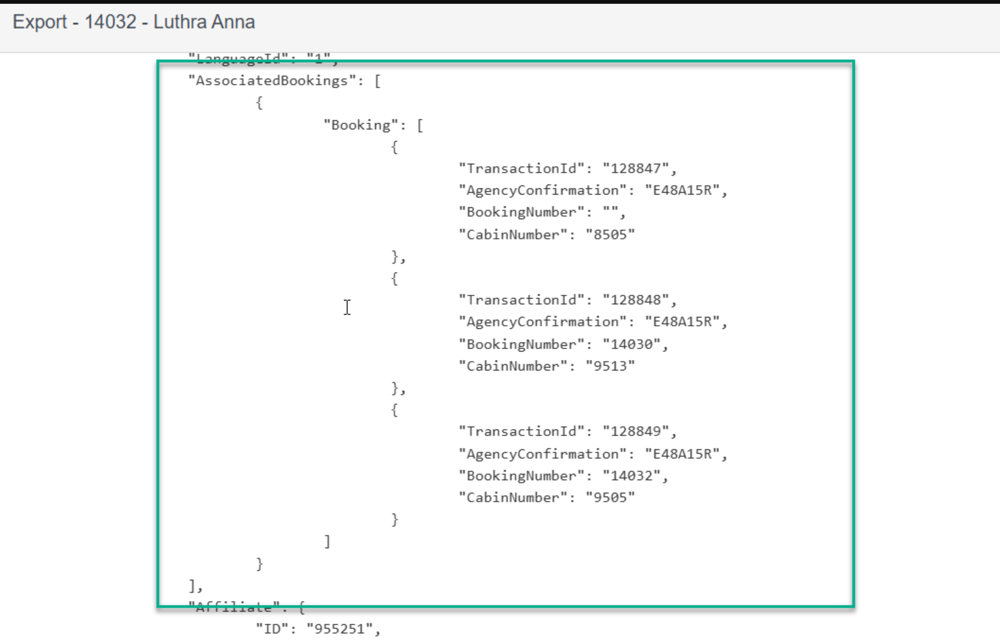 Export - 14032 - Luthra Anna
"LanguageId": "1",
"AssociatedBookings": [
{
"Booking": [
{
"TransactionId": "128847",
"AgencyConfirmation": "E48A15R",
"BookingNumber": "",
"CabinNumber": "8505"
},
{
"TransactionId": "128848",
"AgencyConfirmation": "E48A15R",
"BookingNumber": "14030",
"CabinNumber": "9513"
},
{
"TransactionId": "128849",
"AgencyConfirmation": "E48A15R",
"BookingNumber": "14032",
"CabinNumber": "9505"
}
]
}
],
"Affiliate": {
"ID": "955251",